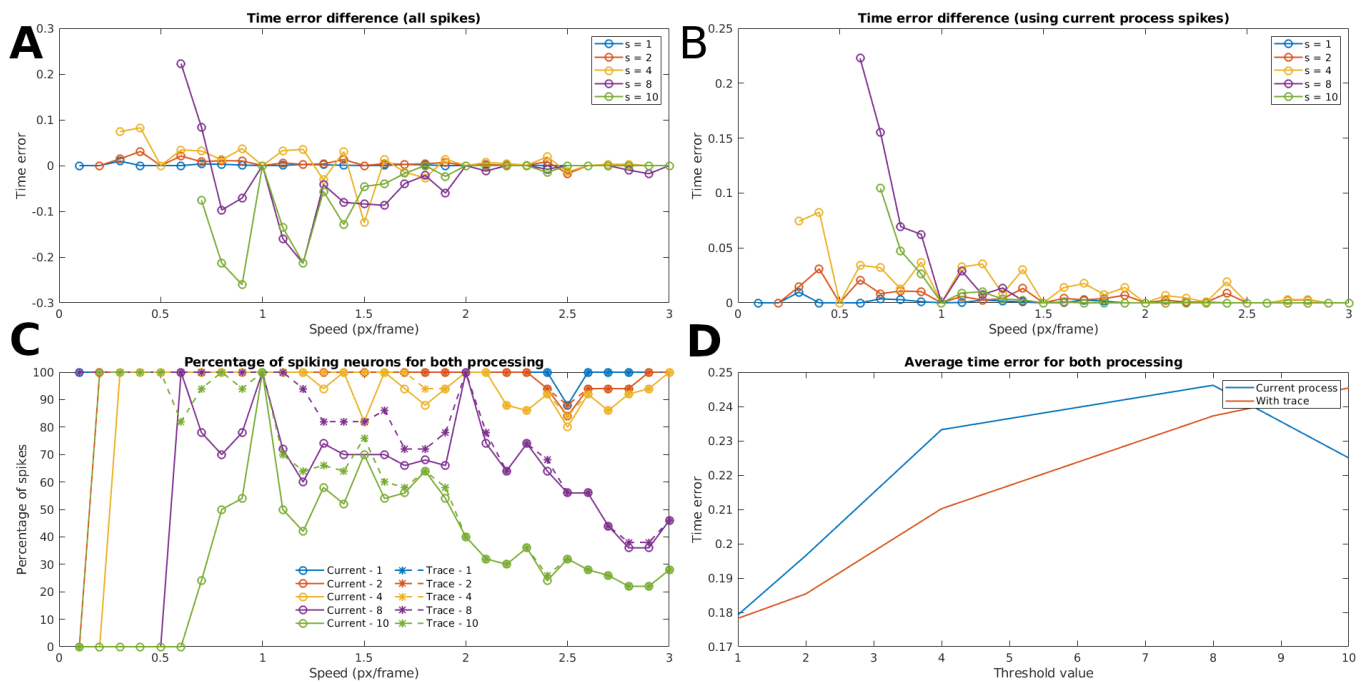 A
Time error difference (all spikes)
0.3
0.2
0.1
0
-0.1
-0.2
-0.3
Time error
s = 1
s = 2
s = 4
s = 8
s = 10
0 0.5 1 1.5 2 2.5 3
Speed (px/frame)
B
Time error difference (using current process spikes)
0.25
0.2
0.15
0.1
0.05
0
Time error
s = 1
s = 2
s = 4
s = 8
s = 10
0 0.5 1 1.5 2 2.5 3
Speed (px/frame)
C
Percentage of spiking neurons for both processing
100
90
80
70
60
50
40
30
20
10
0
Percentage of spikes
Current - 1 Trace - 1
Current - 2 Trace - 2
Current - 4 Trace - 4
Current - 8 Trace - 8
Current - 10 Trace - 10
0 0.5 1 1.5 2 2.5 3
Speed (px/frame)
D
Average time error for both processing
0.25
0.24
0.23
0.22
0.21
0.2
0.19
0.18
0.17
Time error
Current process
With trace
1 2 3 4 5 6 7 8 9 10
Threshold value